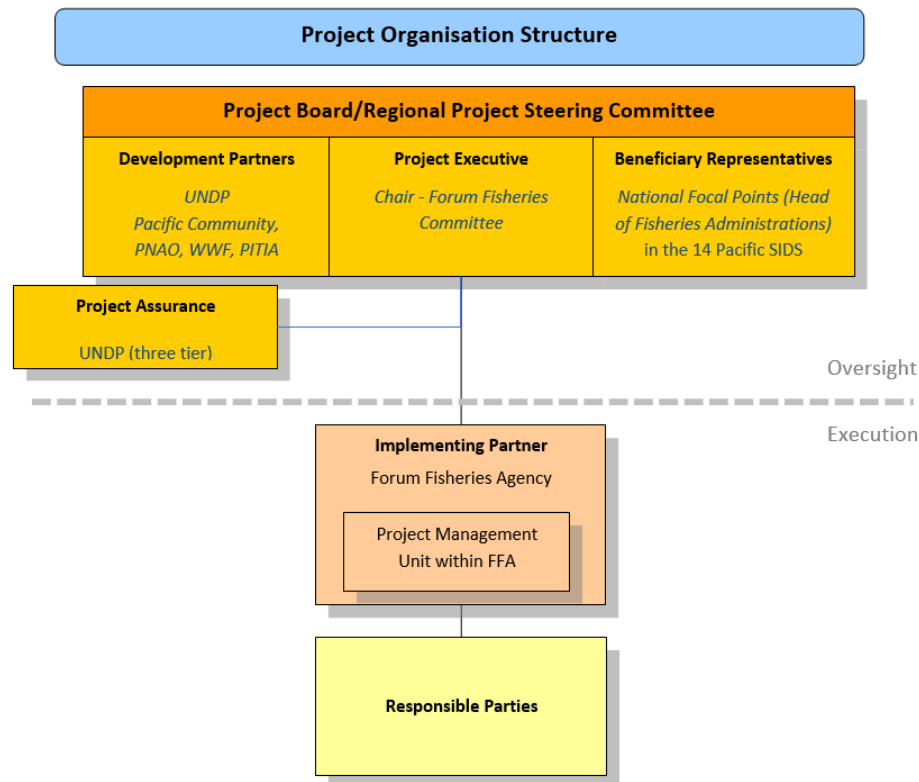 Project Organisation Structure
Project Board/Regional Project Steering Committee
Development Partners
UNDP
Pacific Community,
PNAO, WWF, PITIA
Project Executive
Chair - Forum Fisheries
Committee
Beneficiary Representatives
National Focal Points (Head
of Fisheries Administrations)
in the 14 Pacific SIDS
Project Assurance
UNDP (three tier)
Oversight
Execution
Implementing Partner
Forum Fisheries Agency
Project Management
Unit within FFA
Responsible Parties